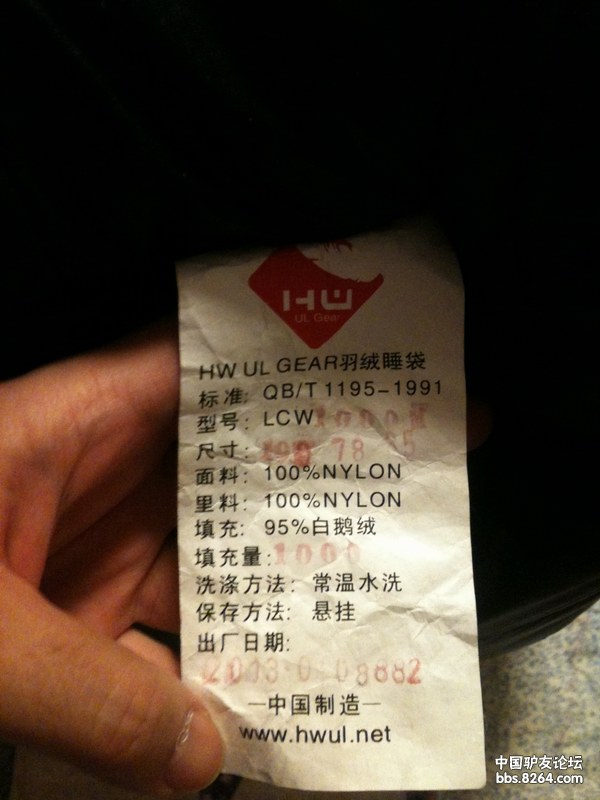 HW
UL Gear
HW UL GEAR羽绒睡袋
标准: QB/T 1195-1991
型号: LCW
尺寸: 78
面料: 100%NYLON
里料: 100%NYLON
填充: 95%白鹅绒
填充量: 1000
洗涤方法: 常温水洗
保存方法: 悬挂
出厂日期:
—中国制造—
www.hwul.net
中国驴友论坛
bbs.8264.com